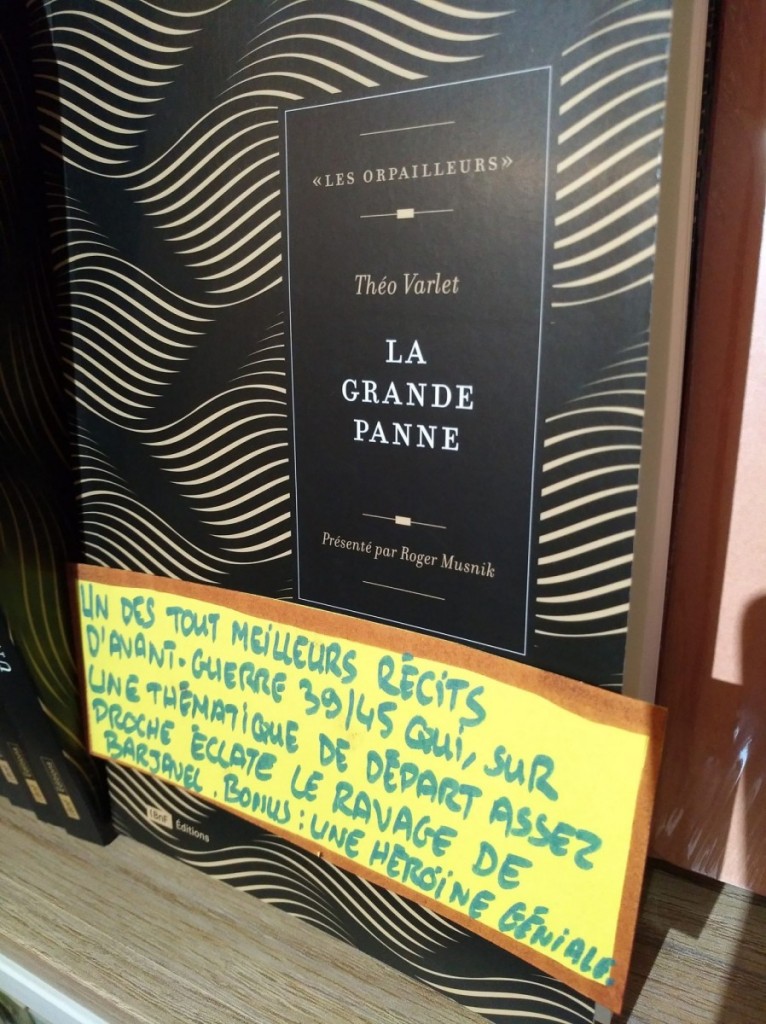 «LES ORPAILLEURS»
Théo Varlet
LA
GRANDE
PANNE
Présenté par Roger Musnik
UN DES TOUT MEILLEURS RÉCITS
D'AVANT-GUERRE 39/45 QUI, SUR
UNE THÉMATIQUE DE DÉPART ASSEZ
PROCHE ÉCLATE LE RAVAGE DE
BARJAVEL. BONUS : UNE HÉROÏNE GÉNIALE.
BnF Éditions